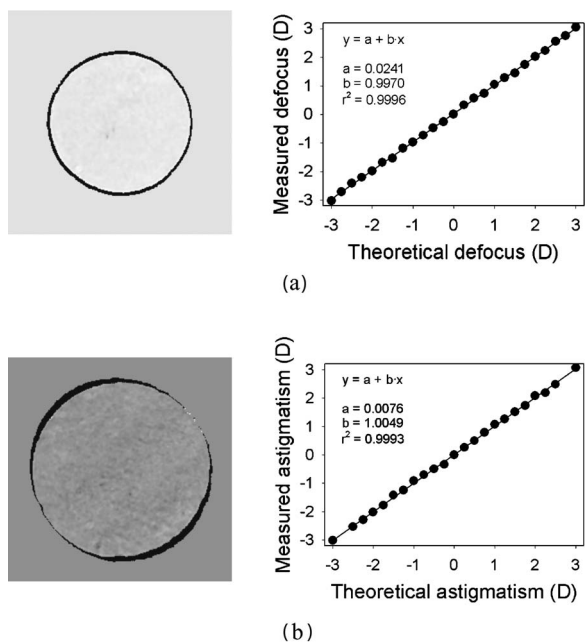 Measured defocus (D)
3
2
1
0
-1
-2
-3
y = a + b·x
a = 0.0241
b = 0.9970
r² = 0.9996
-3 -2 -1 0 1 2 3
Theoretical defocus (D)
(a)
Measured astigmatism (D)
3
2
1
0
-1
-2
-3
y = a + b·x
a = 0.0076
b = 1.0049
r² = 0.9993
-3 -2 -1 0 1 2 3
Theoretical astigmatism (D)
(b)